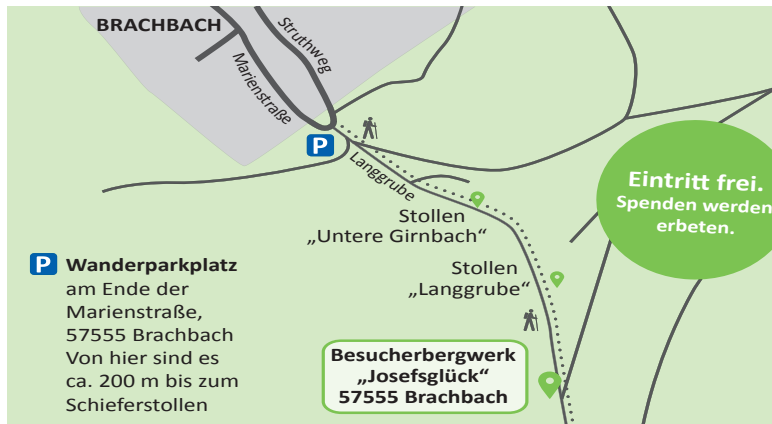 BRACHBACH
Struthweg
Marienstraße
P
Langgrube
Eintritt frei.
Spenden werden
erbeten.
Stollen
„Untere Girnbach“
Stollen
„Langgrube“
P Wanderparkplatz
am Ende der
Marienstraße,
57555 Brachbach
Von hier sind es
ca. 200 m bis zum
Schieferstollen
Besucherbergwerk
„Josefsglück“
57555 Brachbach